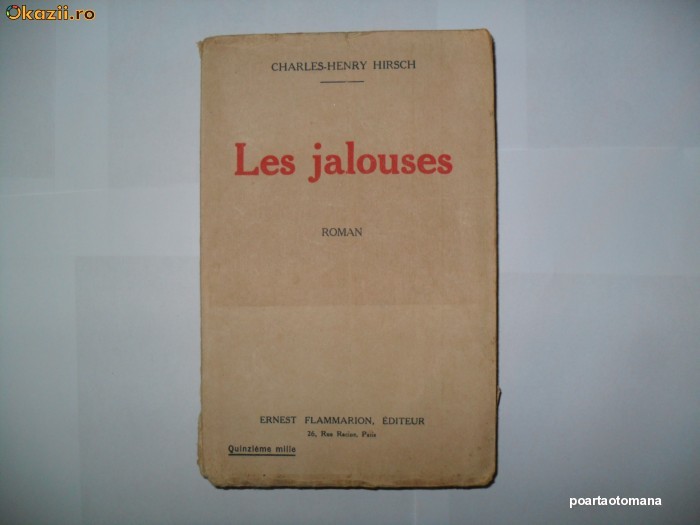 Okazii.ro
CHARLES-HENRY HIRSCH
Les jalouses
ROMAN
ERNEST FLAMMARION, ÉDITEUR
26, Rue Racine, Paris
Quinzième mille
poartaotomana